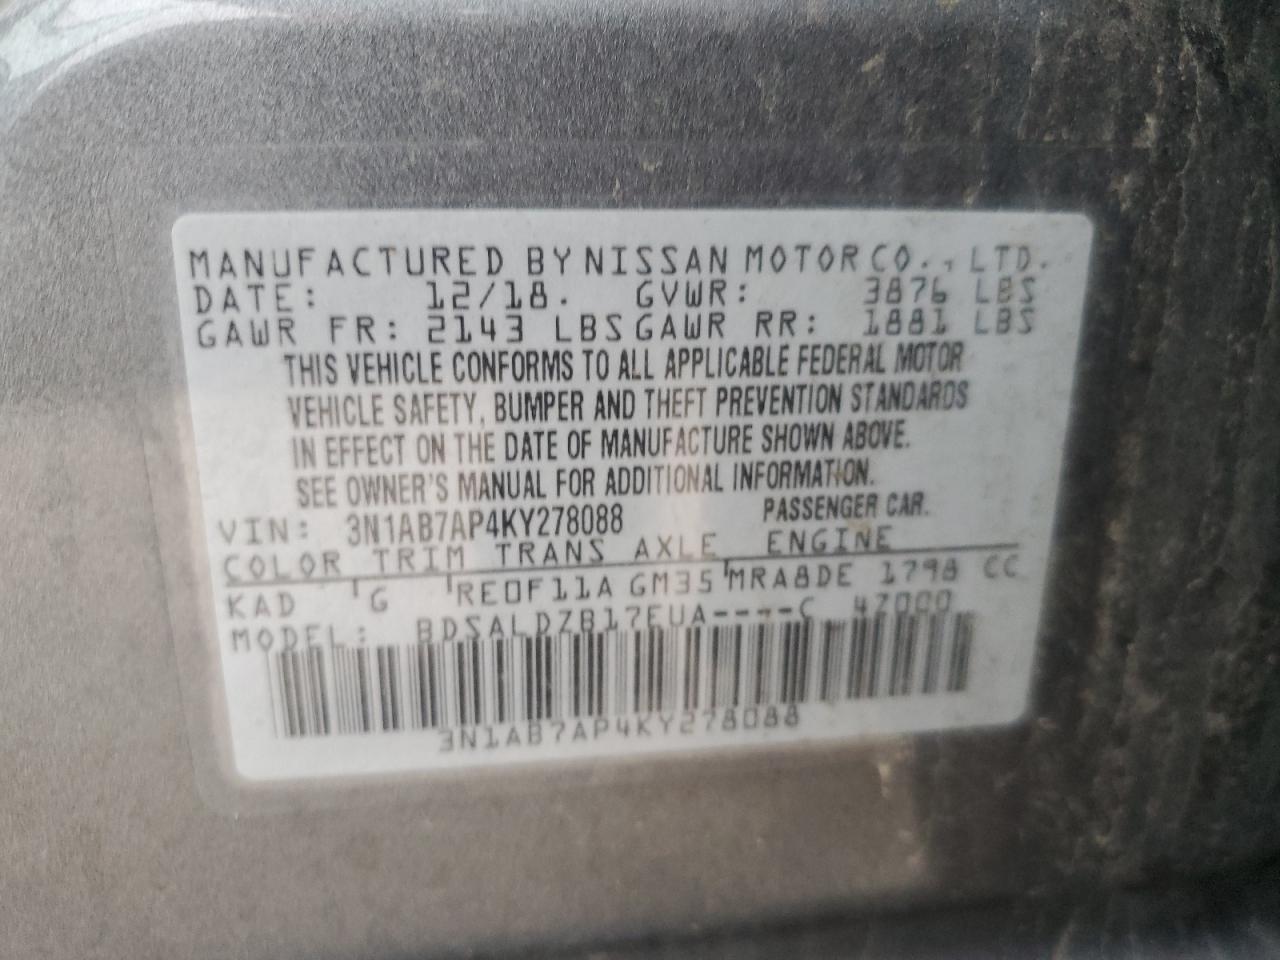 MANUFACTURED BY NISSAN MOTOR CO., LTD.
DATE: 12/18. GVWR: 3876 LBS
GAWR FR: 2143 LBS GAWR RR: 1881 LBS
THIS VEHICLE CONFORMS TO ALL APPLICABLE FEDERAL MOTOR
VEHICLE SAFETY, BUMPER AND THEFT PREVENTION STANDARDS
IN EFFECT ON THE DATE OF MANUFACTURE SHOWN ABOVE.
SEE OWNER'S MANUAL FOR ADDITIONAL INFORMATION.
VIN: 3N1AB7AP4KY278088 PASSENGER CAR.
COLOR TRIM TRANS AXLE ENGINE
KAD G RE0F11A GM35 MRA8DE 1798 CC
MODEL: BDSALDZB17EUA----C 42000
3N1AB7AP4KY278088